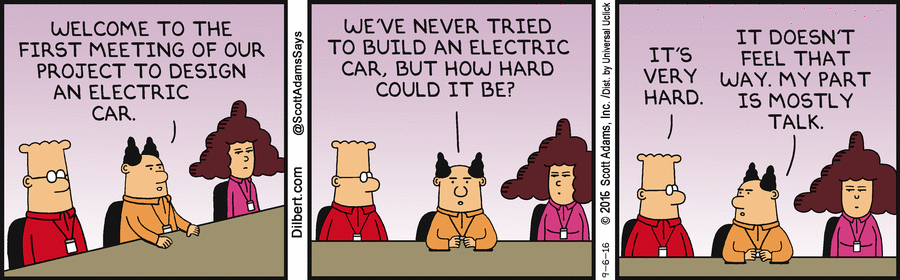 WELCOME TO THE
FIRST MEETING OF OUR
PROJECT TO DESIGN
AN ELECTRIC
CAR.
Dilbert.com @ScottAdamsSays
WE'VE NEVER TRIED
TO BUILD AN ELECTRIC
CAR, BUT HOW HARD
COULD IT BE?
9-6-16 © 2016 Scott Adams, Inc. /Dist. by Universal Uclick
IT'S
VERY
HARD.
IT DOESN'T
FEEL THAT
WAY. MY PART
IS MOSTLY
TALK.